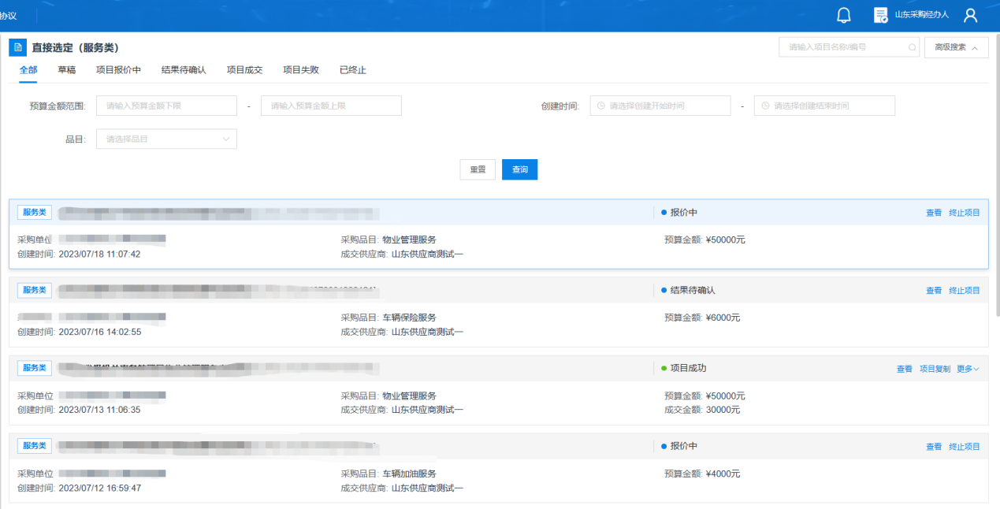 协议
山东采购经办人
直接选定（服务类）
请输入项目名称/编号
高级搜索
全部 草稿 项目报价中 结果待确认 项目成交 项目失败 已终止
预算金额范围: 请输入预算金额下限 - 请输入预算金额上限 创建时间: 请选择创建开始时间 - 请选择创建结束时间
品目: 请选择品目
重置 查询
服务类 报价中 查看 终止项目
采购单位 采购品目: 物业管理服务 预算金额: ¥50000元
创建时间: 2023/07/18 11:07:42 成交供应商: 山东供应商测试一
服务类 结果待确认 查看 终止项目
采购品目: 车辆保险服务 预算金额: ¥6000元
创建时间: 2023/07/16 14:02:55 成交供应商: 山东供应商测试一
服务类 项目成功 查看 项目复制 更多
采购单位 采购品目: 物业管理服务 预算金额: ¥50000元
创建时间: 2023/07/13 11:06:35 成交供应商: 山东供应商测试一 成交金额: 30000元
服务类 报价中 查看 终止项目
采购单位 采购品目: 车辆加油服务 预算金额: ¥4000元
创建时间: 2023/07/12 16:59:47 成交供应商: 山东供应商测试一